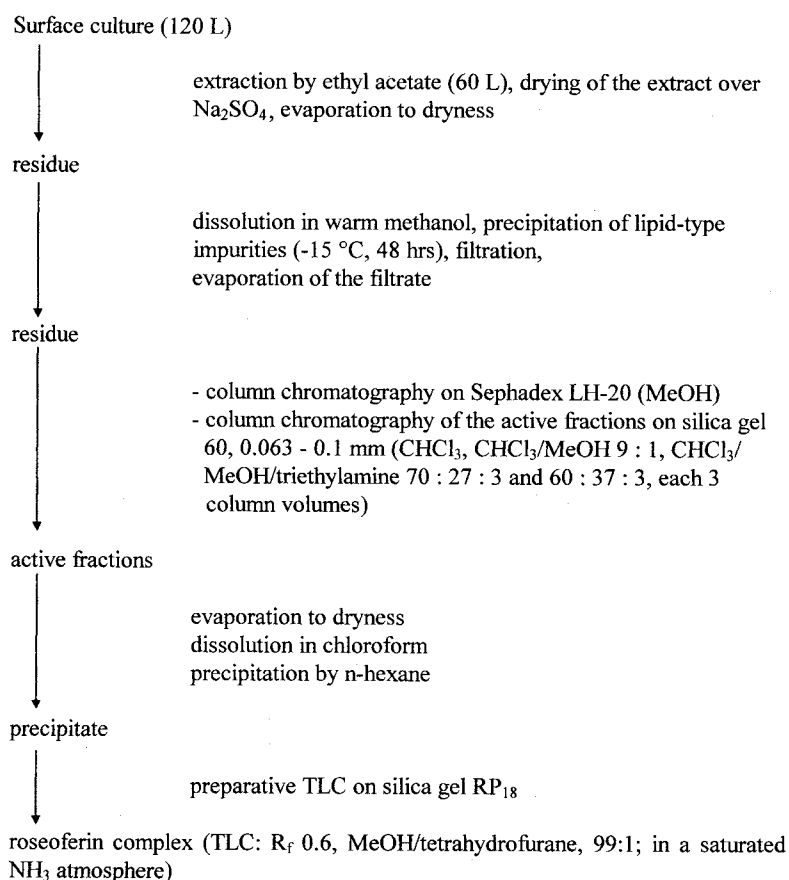 Surface culture (120 L)
extraction by ethyl acetate (60 L), drying of the extract over
Na₂SO₄, evaporation to dryness
residue
dissolution in warm methanol, precipitation of lipid-type
impurities (-15 °C, 48 hrs), filtration,
evaporation of the filtrate
residue
- column chromatography on Sephadex LH-20 (MeOH)
- column chromatography of the active fractions on silica gel
60, 0.063 - 0.1 mm (CHCl₃, CHCl₃/MeOH 9 : 1, CHCl₃/
MeOH/triethylamine 70 : 27 : 3 and 60 : 37 : 3, each 3
column volumes)
active fractions
evaporation to dryness
dissolution in chloroform
precipitation by n-hexane
precipitate
preparative TLC on silica gel RP₁₈
roseoferin complex (TLC: Rf 0.6, MeOH/tetrahydrofurane, 99:1; in a saturated
NH₃ atmosphere)